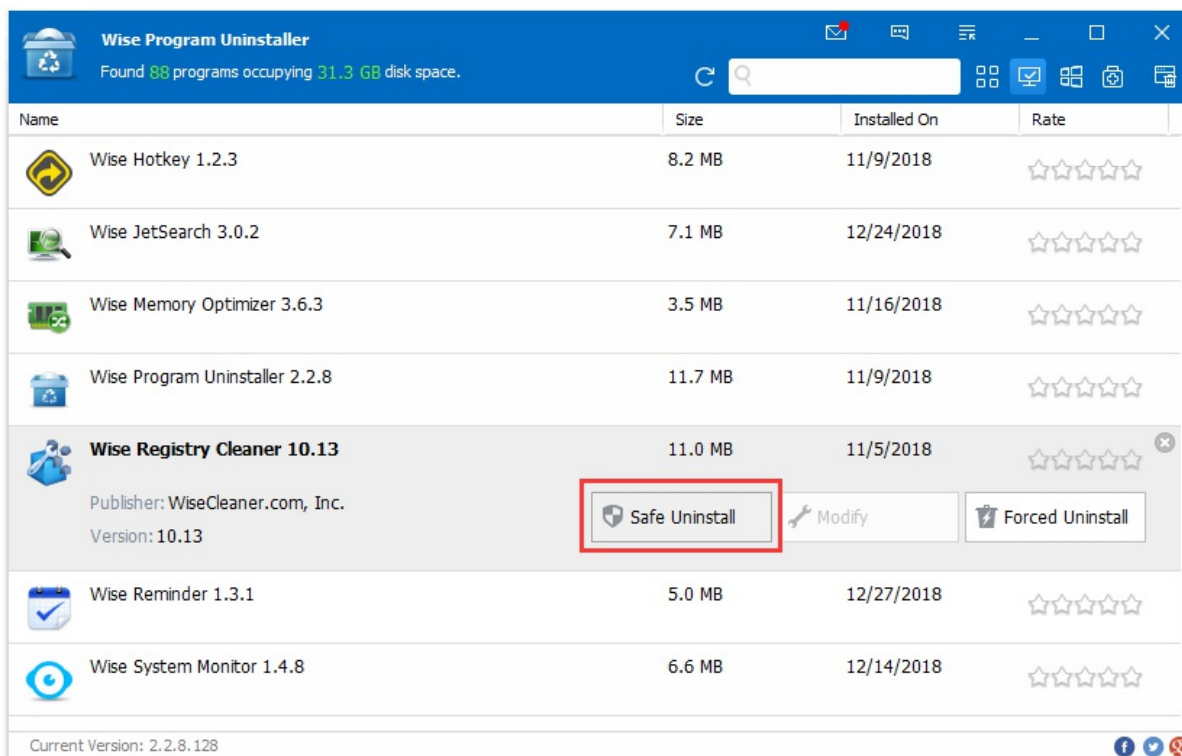 Wise Program Uninstaller
Found 88 programs occupying 31.3 GB disk space.
Name Size Installed On Rate
Wise Hotkey 1.2.3 8.2 MB 11/9/2018
Wise JetSearch 3.0.2 7.1 MB 12/24/2018
Wise Memory Optimizer 3.6.3 3.5 MB 11/16/2018
Wise Program Uninstaller 2.2.8 11.7 MB 11/9/2018
Wise Registry Cleaner 10.13 11.0 MB 11/5/2018
Publisher: WiseCleaner.com, Inc.
Safe Uninstall Modify Forced Uninstall
Version: 10.13
Wise Reminder 1.3.1 5.0 MB 12/27/2018
Wise System Monitor 1.4.8 6.6 MB 12/14/2018
Current Version: 2.2.8.128